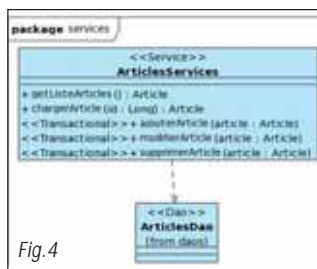 package services
<<Service>>
ArticlesServices
+ getListeArticles () : Article
+ chargerArticle (id : Long) : Article
<<Transactional>> + ajouterArticle (article : Article)
<<Transactional>> + modifierArticle (article : Article)
<<Transactional>> + supprimerArticle (article : Article)
<<Dao>>
ArticlesDao
(from daos)
Fig.4